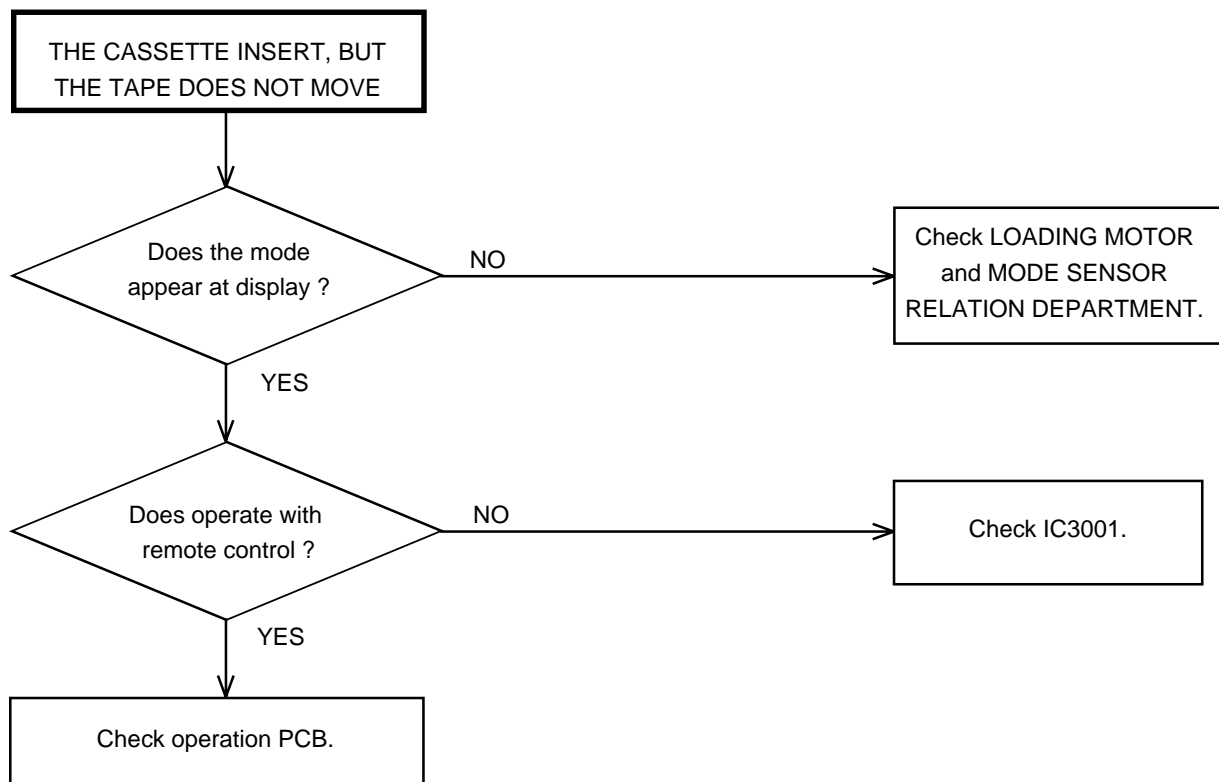 THE CASSETTE INSERT, BUT
THE TAPE DOES NOT MOVE
Does the mode
appear at display ?
NO
Check LOADING MOTOR
and MODE SENSOR
RELATION DEPARTMENT.
YES
Does operate with
remote control ?
NO
Check IC3001.
YES
Check operation PCB.